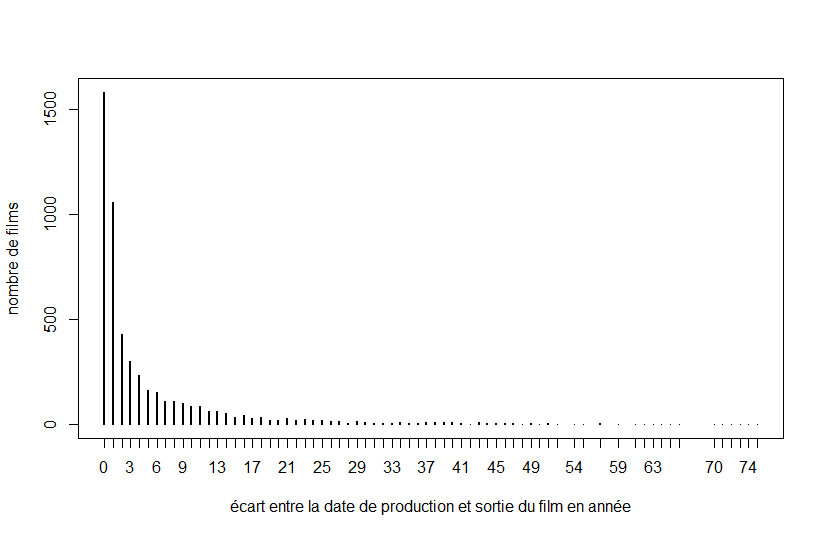 nombre de films
1500
1000
500
0
0 3 6 9 13 17 21 25 29 33 37 41 45 49 54 59 63 70 74
écart entre la date de production et sortie du film en année